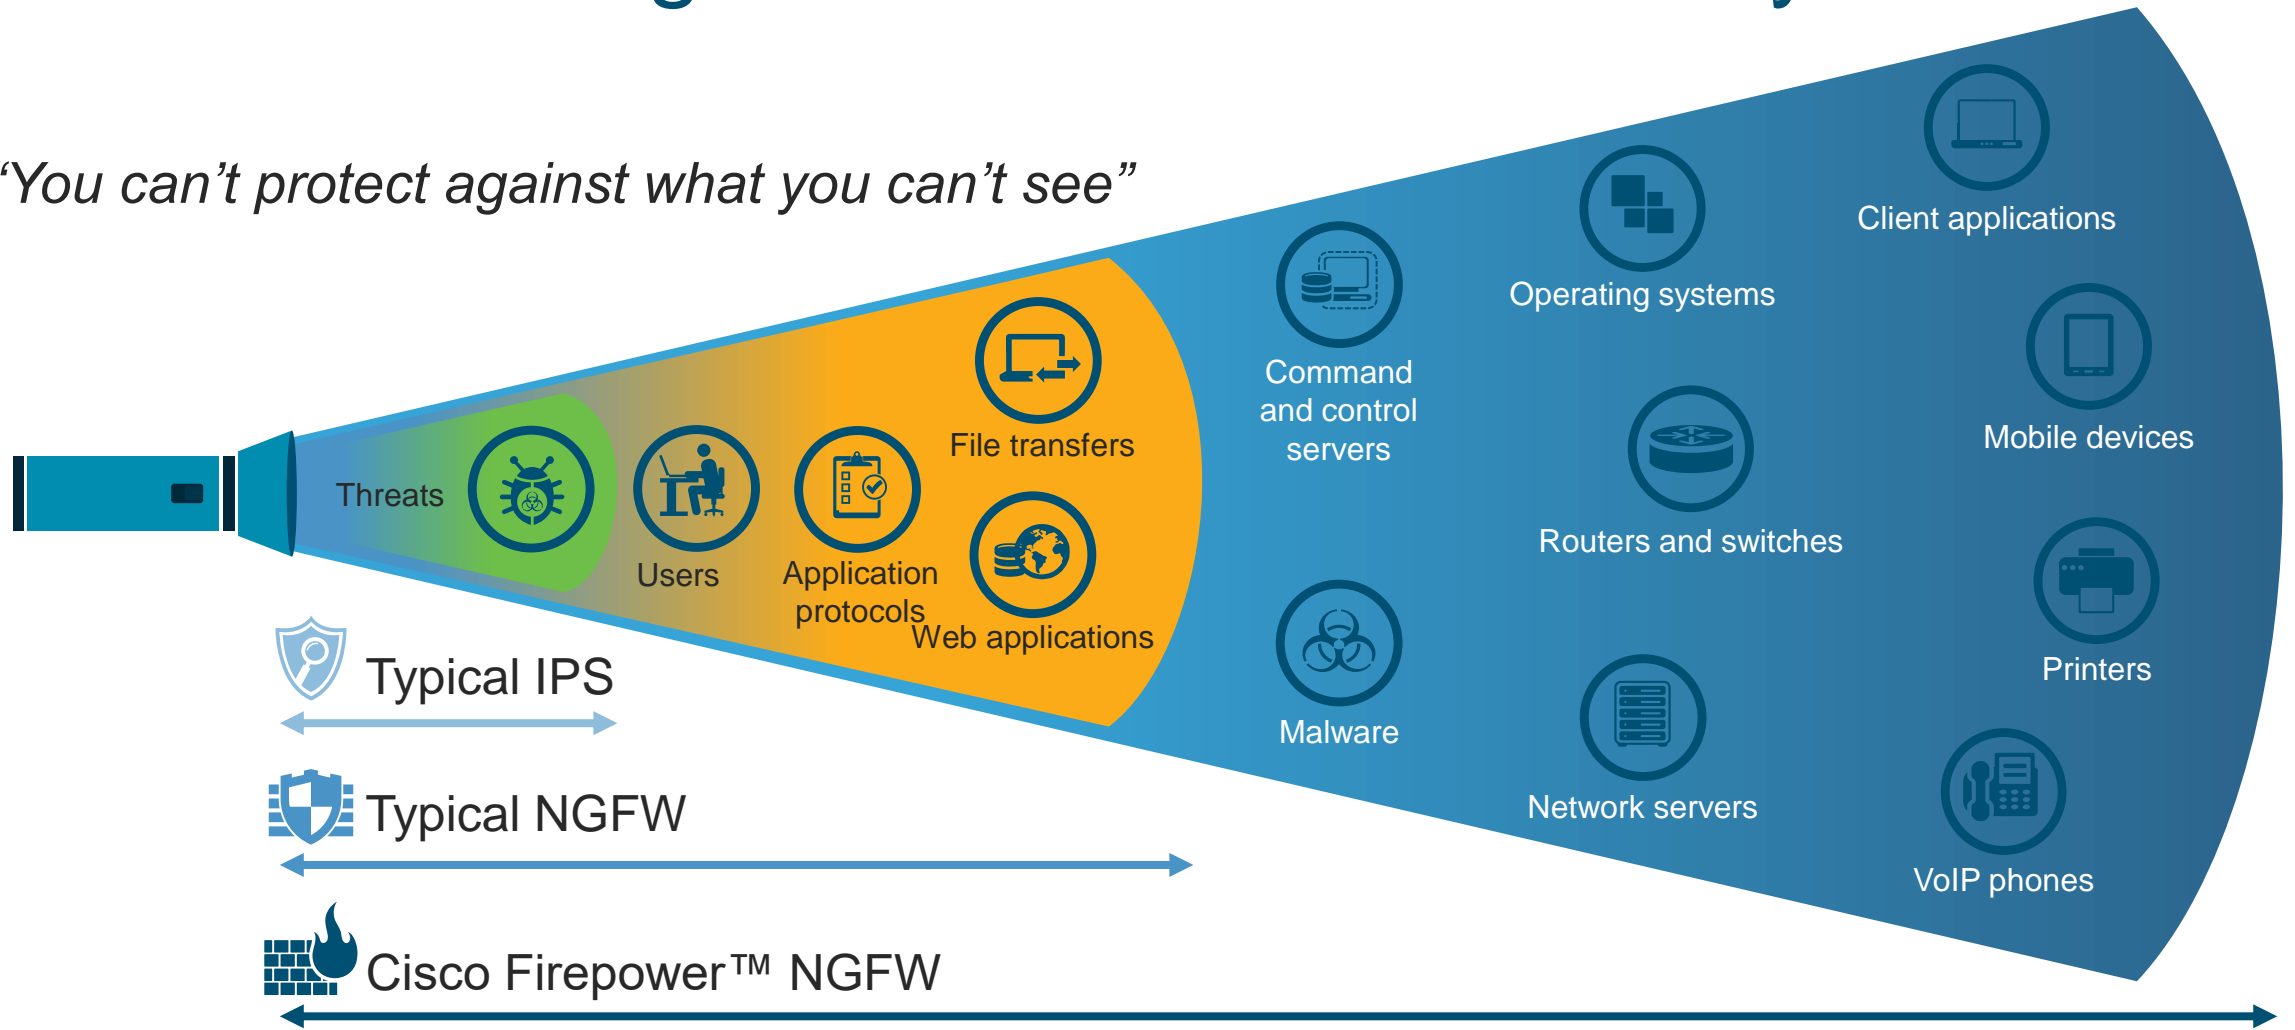 “You can’t protect against what you can’t see”
Client applications
Operating systems
Command
and control
servers
Mobile devices
File transfers
Threats
Users
Application
protocols
Web applications
Routers and switches
Printers
Malware
Network servers
VoIP phones
Typical IPS
Typical NGFW
Cisco Firepower™ NGFW